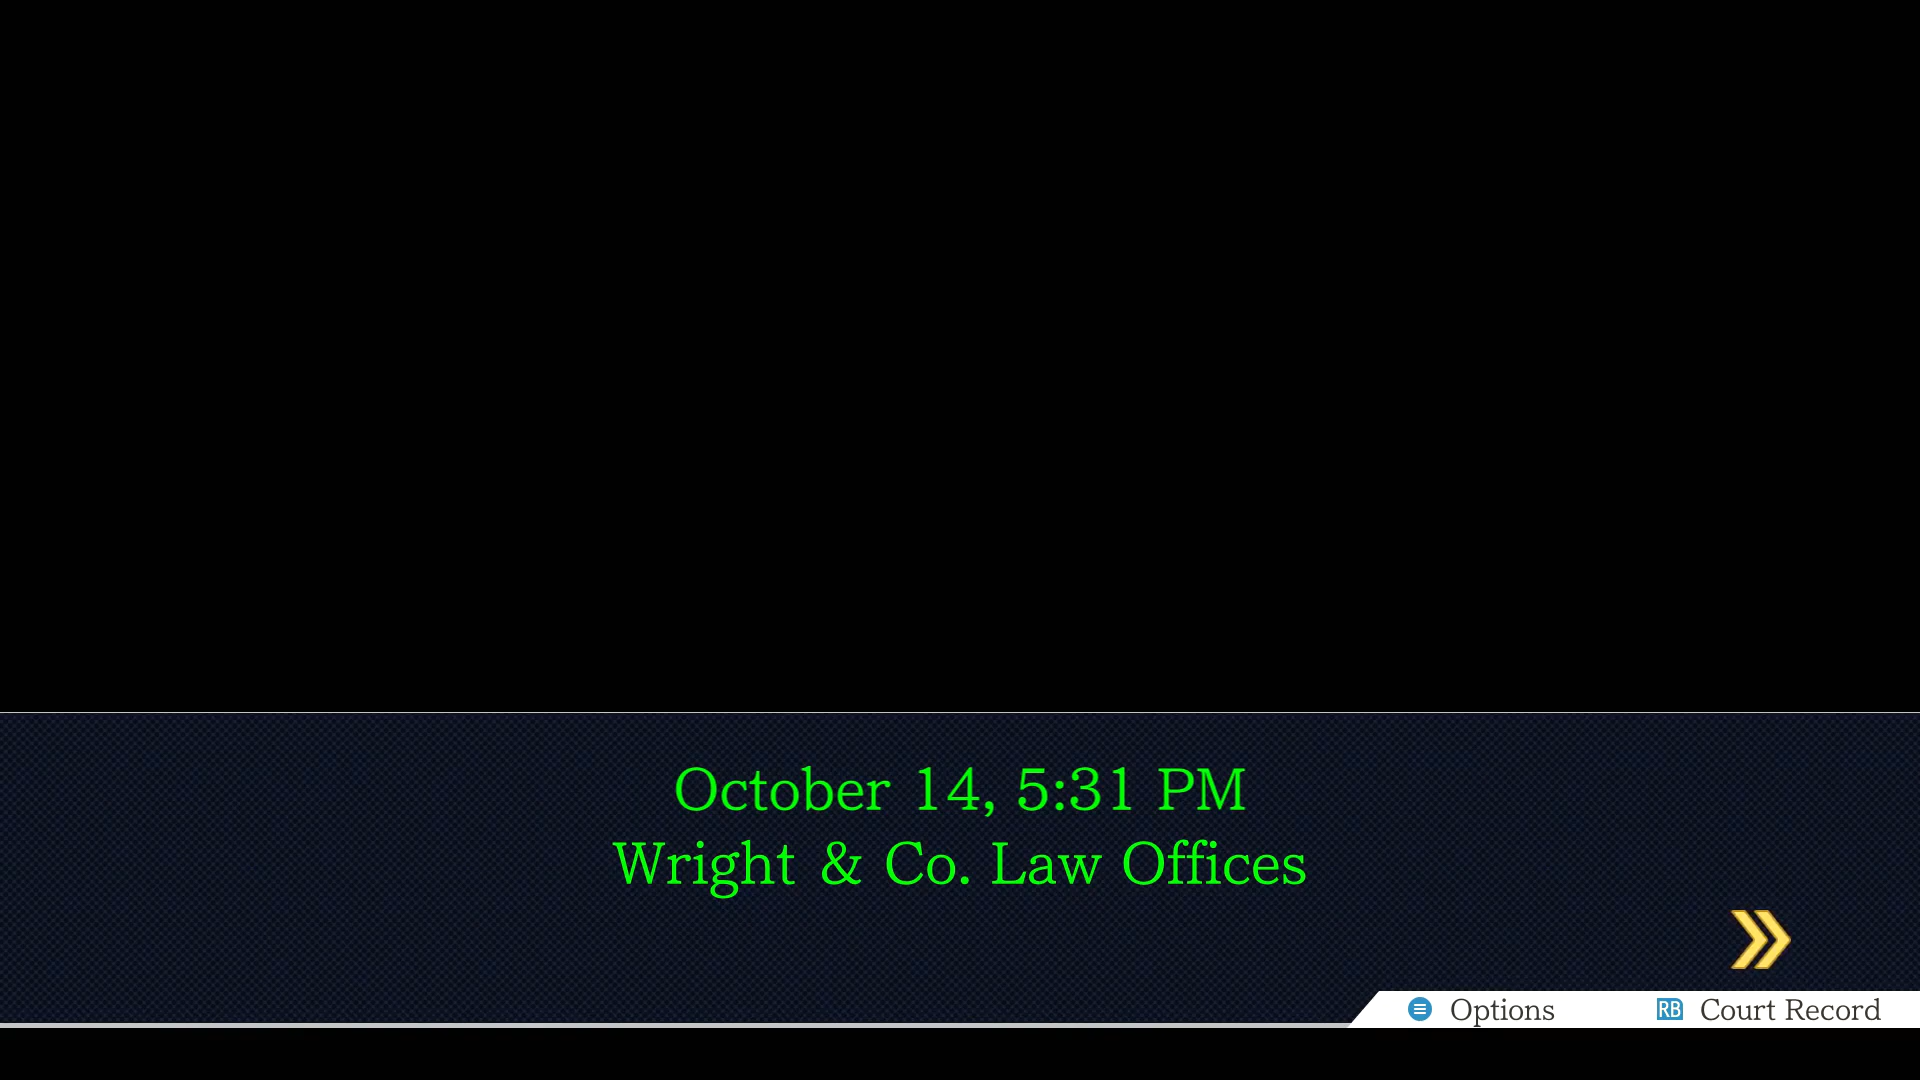 October 14, 5:31 PM
Wright & Co. Law Offices
Options
RB Court Record